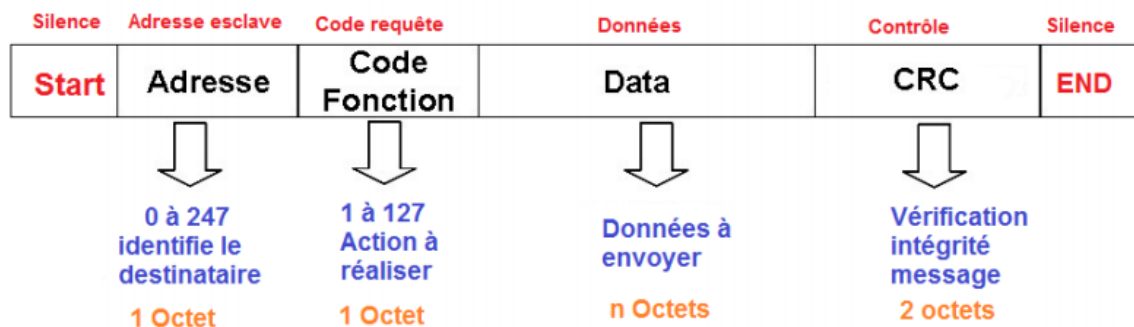 Silence Adresse esclave Code requête Données Contrôle Silence
Start Adresse Code Fonction Data CRC END
0 à 247
identifie le
destinataire
1 Octet
1 à 127
Action à
réaliser
1 Octet
Données à
envoyer
n Octets
Vérification
intégrité
message
2 octets